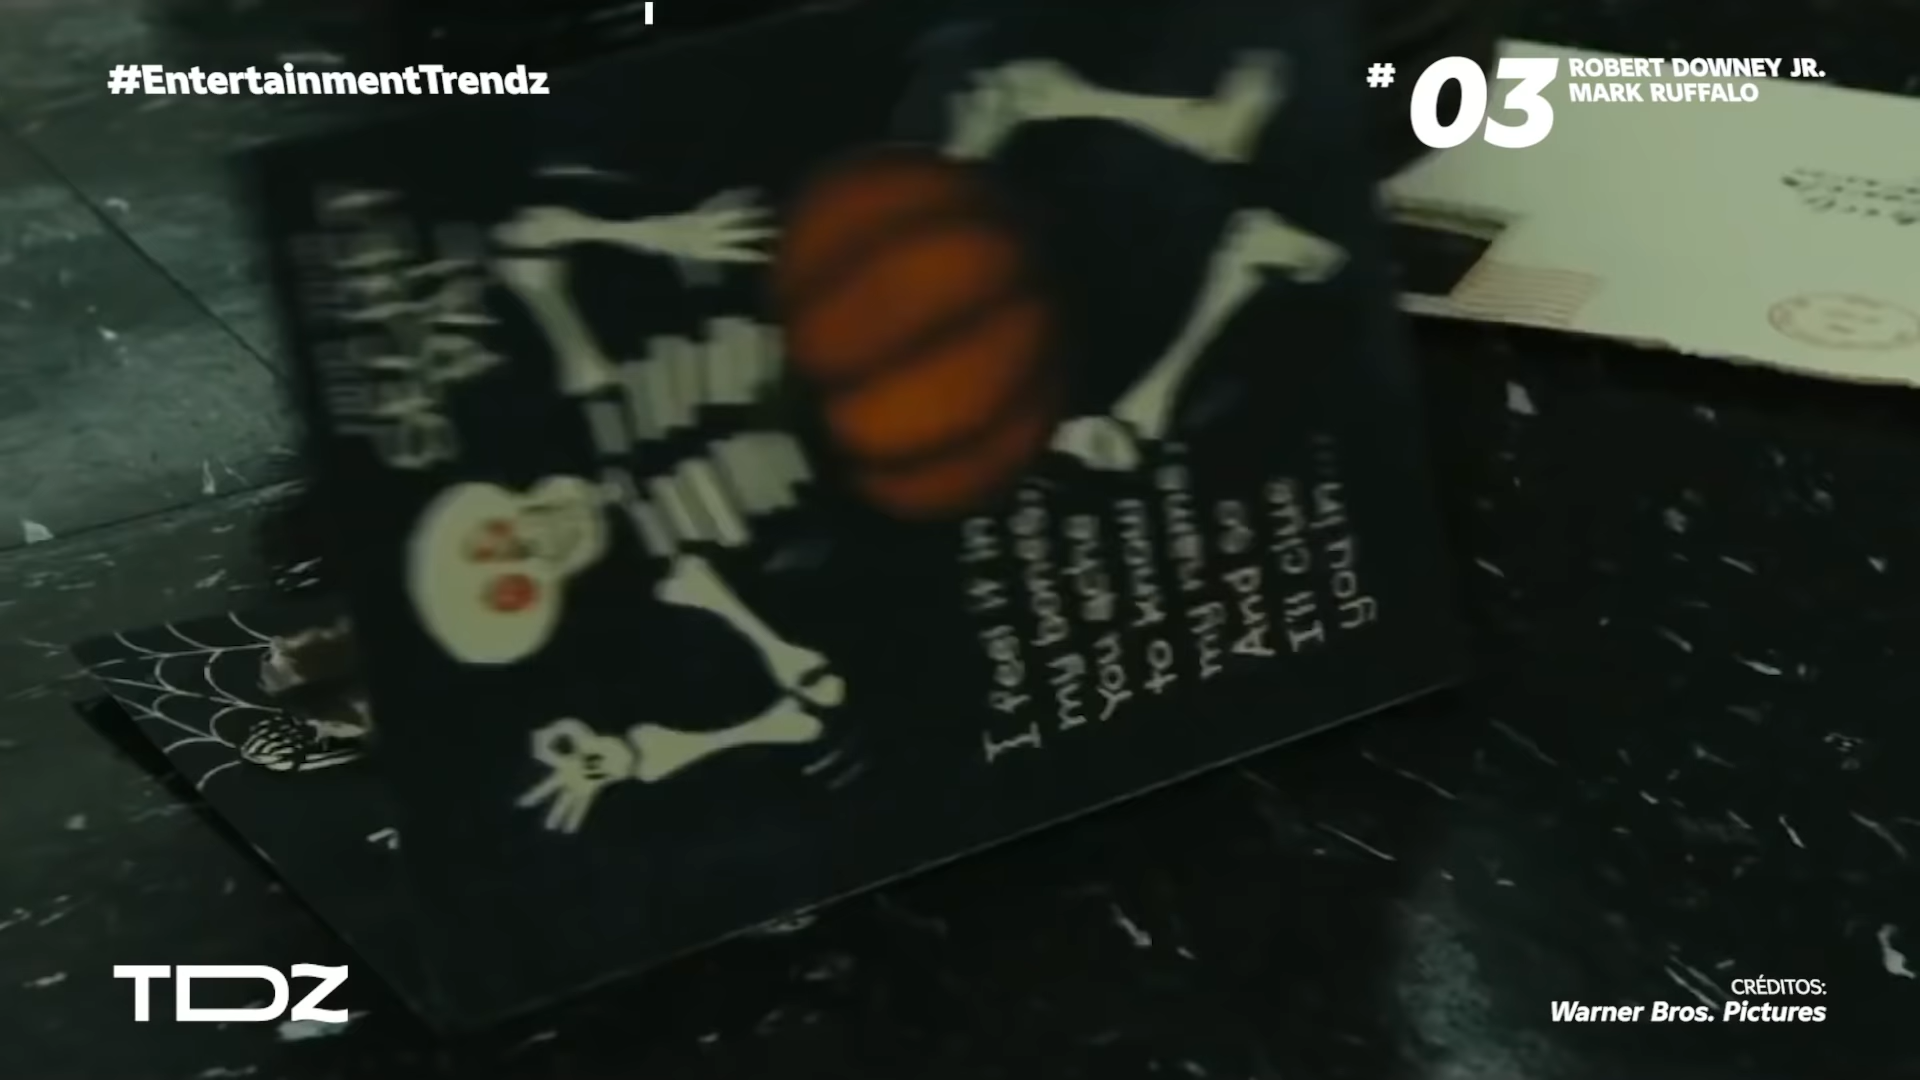 #EntertainmentTrendz
# 03 ROBERT DOWNEY JR.
MARK RUFFALO
I feel it in
my bones;
You ache
to know
my name;
And so
I'll clue
you in...
TDZ
CRÉDITOS:
Warner Bros. Pictures